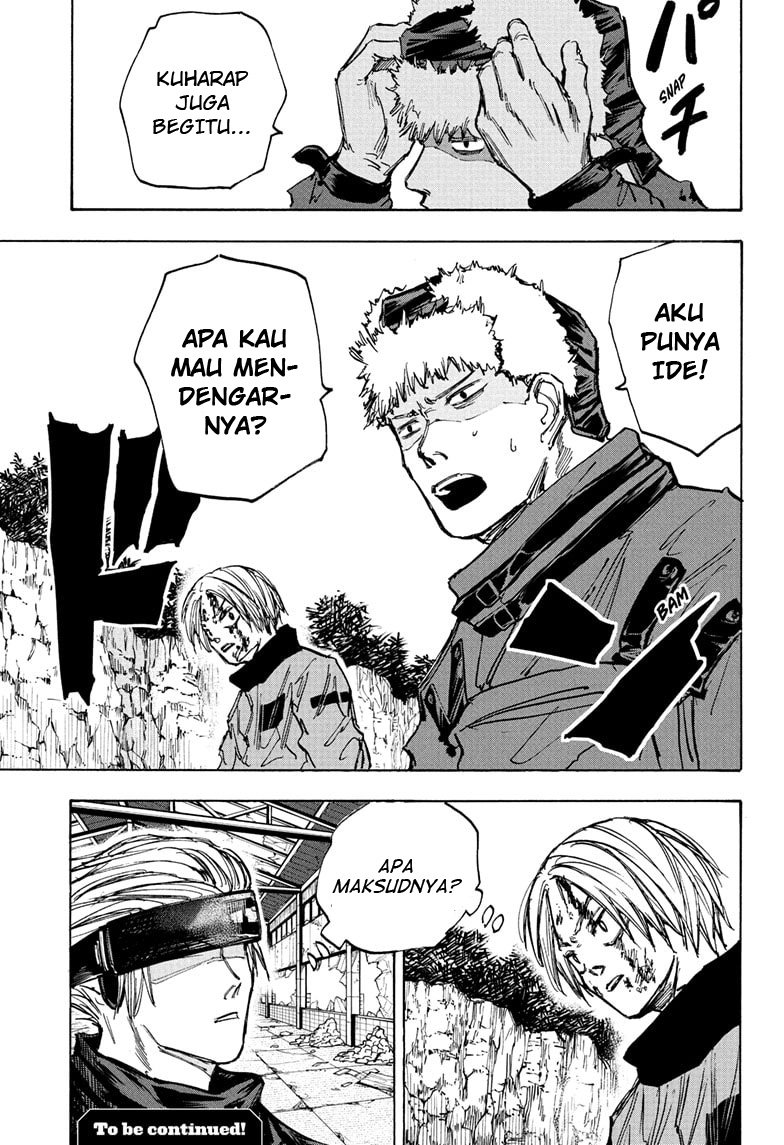 パチ
SNAP
KUHARAP
JUGA
BEGITU...
AKU
PUNYA
IDE!
APA KAU
MAU MEN-
DENGAR-
NYA?
BAM
ドン
APA
MAKSUDNYA?
To be continued!